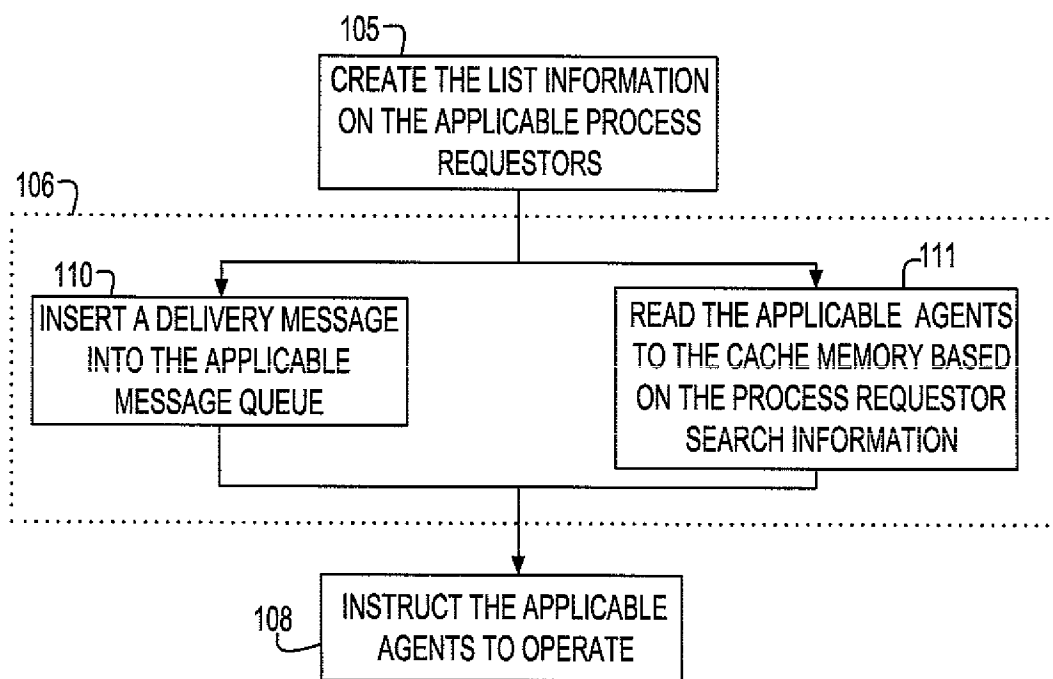 105
CREATE THE LIST INFORMATION
ON THE APPLICABLE PROCESS
REQUESTORS
106
110
INSERT A DELIVERY MESSAGE
INTO THE APPLICABLE
MESSAGE QUEUE
111
READ THE APPLICABLE AGENTS
TO THE CACHE MEMORY BASED
ON THE PROCESS REQUESTOR
SEARCH INFORMATION
108
INSTRUCT THE APPLICABLE
AGENTS TO OPERATE